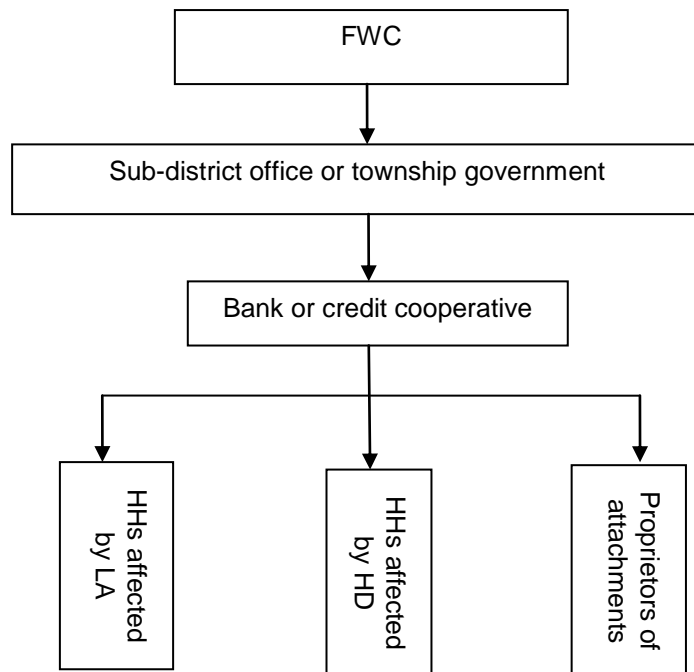 FWC
Sub-district office or township government
Bank or credit cooperative
HHs affected
by LA
HHs affected
by HD
Proprietors of
attachments